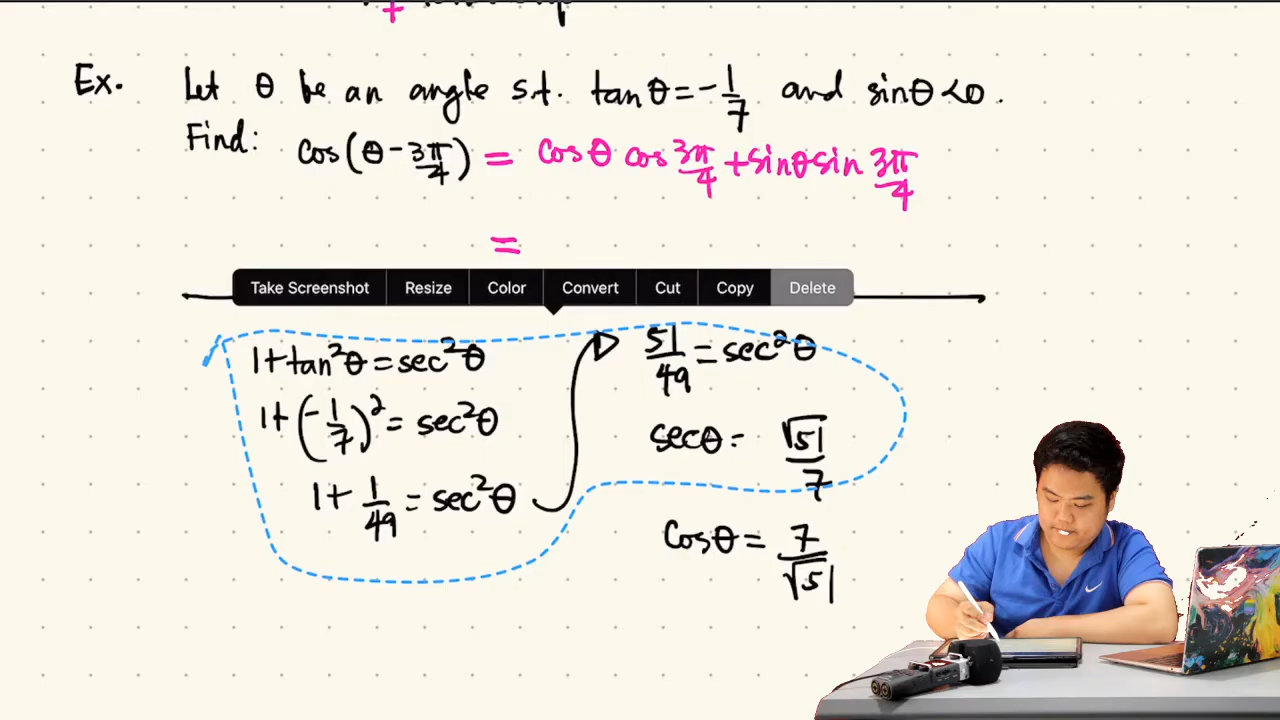 Ex. Let θ be an angle s.t. tanθ = -1/7 and sinθ < 0.
Find: cos(θ - 3π/4) = cosθ cos 3π/4 + sinθ sin 3π/4
=
Take Screenshot Resize Color Convert Cut Copy Delete
1+tan²θ = sec²θ
1+(-1/7)² = sec²θ
1+ 1/49 = sec²θ
51/49 = sec²θ
secθ = √51/7
cosθ = 7/√51